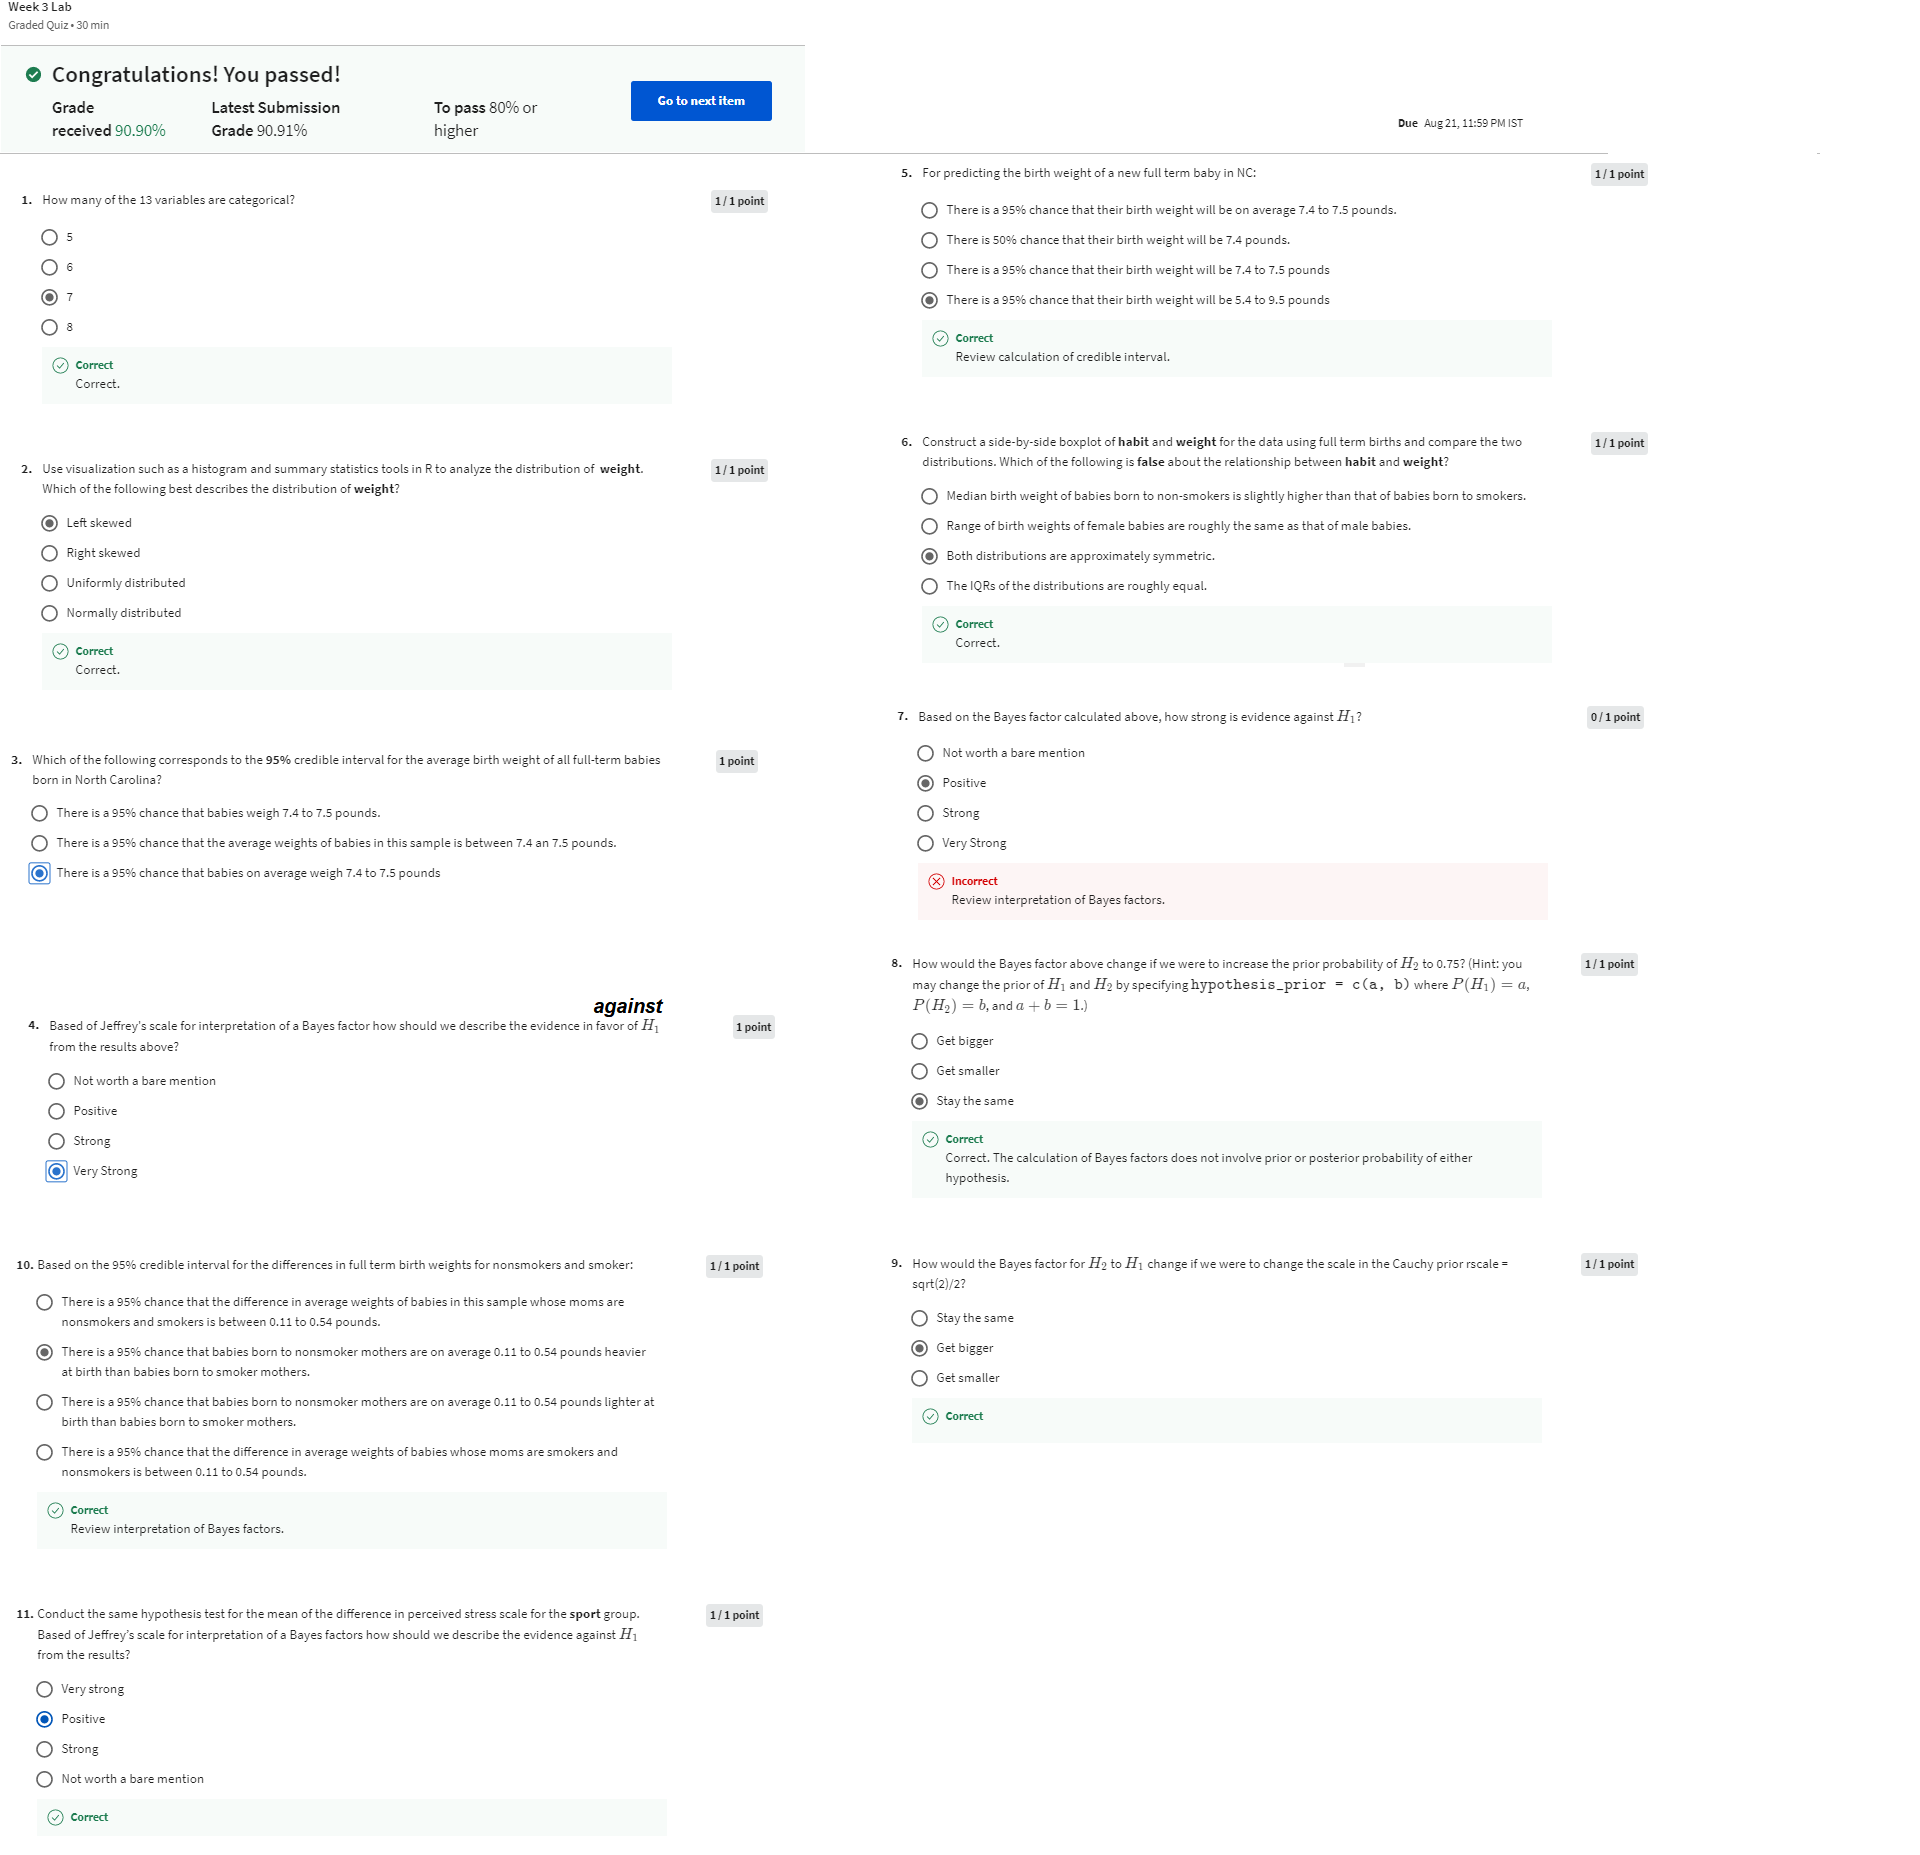 Week 3 Lab
Graded Quiz • 30 min
Congratulations! You passed!
Grade
received 90.90%
Latest Submission
Grade 90.91%
To pass 80% or
higher
Go to next item
Due Aug 21, 11:59 PM IST
1. How many of the 13 variables are categorical?
1 / 1 point
5
6
7
8
Correct
Correct.
2. Use visualization such as a histogram and summary statistics tools in R to analyze the distribution of weight.
Which of the following best describes the distribution of weight?
1 / 1 point
Left skewed
Right skewed
Uniformly distributed
Normally distributed
Correct
Correct.
3. Which of the following corresponds to the 95% credible interval for the average birth weight of all full-term babies
born in North Carolina?
1 point
There is a 95% chance that babies weigh 7.4 to 7.5 pounds.
There is a 95% chance that the average weights of babies in this sample is between 7.4 an 7.5 pounds.
There is a 95% chance that babies on average weigh 7.4 to 7.5 pounds
against
4. Based of Jeffrey's scale for interpretation of a Bayes factor how should we describe the evidence in favor of H₁
from the results above?
1 point
Not worth a bare mention
Positive
Strong
Very Strong
5. For predicting the birth weight of a new full term baby in NC:
1 / 1 point
There is a 95% chance that their birth weight will be on average 7.4 to 7.5 pounds.
There is 50% chance that their birth weight will be 7.4 pounds.
There is a 95% chance that their birth weight will be 7.4 to 7.5 pounds
There is a 95% chance that their birth weight will be 5.4 to 9.5 pounds
Correct
Review calculation of credible interval.
6. Construct a side-by-side boxplot of habit and weight for the data using full term births and compare the two
distributions. Which of the following is false about the relationship between habit and weight?
1 / 1 point
Median birth weight of babies born to non-smokers is slightly higher than that of babies born to smokers.
Range of birth weights of female babies are roughly the same as that of male babies.
Both distributions are approximately symmetric.
The IQRs of the distributions are roughly equal.
Correct
Correct.
7. Based on the Bayes factor calculated above, how strong is evidence against H₁?
0 / 1 point
Not worth a bare mention
Positive
Strong
Very Strong
Incorrect
Review interpretation of Bayes factors.
8. How would the Bayes factor above change if we were to increase the prior probability of H₂ to 0.75? (Hint: you
may change the prior of H₁ and H₂ by specifying hypothesis_prior = c(a, b) where P(H₁) = a,
P(H₂) = b, and a + b = 1.)
1 / 1 point
Get bigger
Get smaller
Stay the same
Correct
Correct. The calculation of Bayes factors does not involve prior or posterior probability of either
hypothesis.
9. How would the Bayes factor for H₂ to H₁ change if we were to change the scale in the Cauchy prior rscale =
sqrt(2)/2?
1 / 1 point
Stay the same
Get bigger
Get smaller
Correct
10. Based on the 95% credible interval for the differences in full term birth weights for nonsmokers and smoker:
1 / 1 point
There is a 95% chance that the difference in average weights of babies in this sample whose moms are
nonsmokers and smokers is between 0.11 to 0.54 pounds.
There is a 95% chance that babies born to nonsmoker mothers are on average 0.11 to 0.54 pounds heavier
at birth than babies born to smoker mothers.
There is a 95% chance that babies born to nonsmoker mothers are on average 0.11 to 0.54 pounds lighter at
birth than babies born to smoker mothers.
There is a 95% chance that the difference in average weights of babies whose moms are smokers and
nonsmokers is between 0.11 to 0.54 pounds.
Correct
Review interpretation of Bayes factors.
11. Conduct the same hypothesis test for the mean of the difference in perceived stress scale for the sport group.
Based of Jeffrey's scale for interpretation of a Bayes factors how should we describe the evidence against H₁
from the results?
1 / 1 point
Very strong
Positive
Strong
Not worth a bare mention
Correct